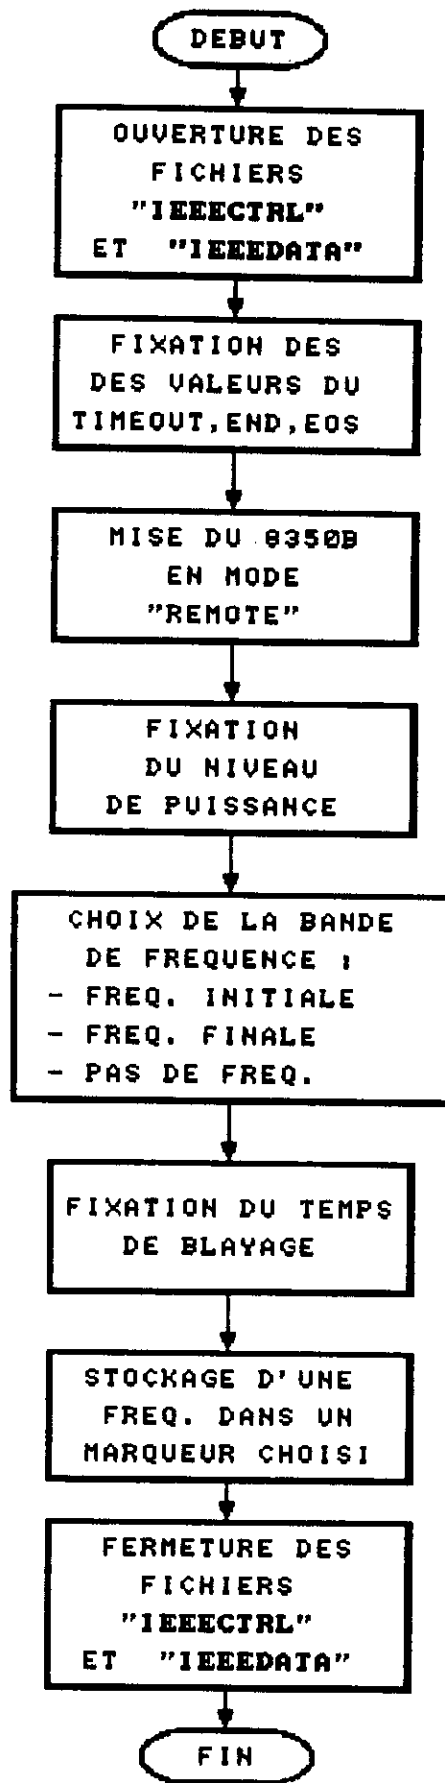 DEBUT
OUVERTURE DES
FICHIERS
"IEEECTRL"
ET "IEEEDATA"
FIXATION DES
DES VALEURS DU
TIMEOUT,END,EOS
MISE DU 8350B
EN MODE
"REMOTE"
FIXATION
DU NIVEAU
DE PUISSANCE
CHOIX DE LA BANDE
DE FREQUENCE :
- FREQ. INITIALE
- FREQ. FINALE
- PAS DE FREQ.
FIXATION DU TEMPS
DE BLAYAGE
STOCKAGE D'UNE
FREQ. DANS UN
MARQUEUR CHOISI
FERMETURE DES
FICHIERS
"IEEECTRL"
ET "IEEEDATA"
FIN